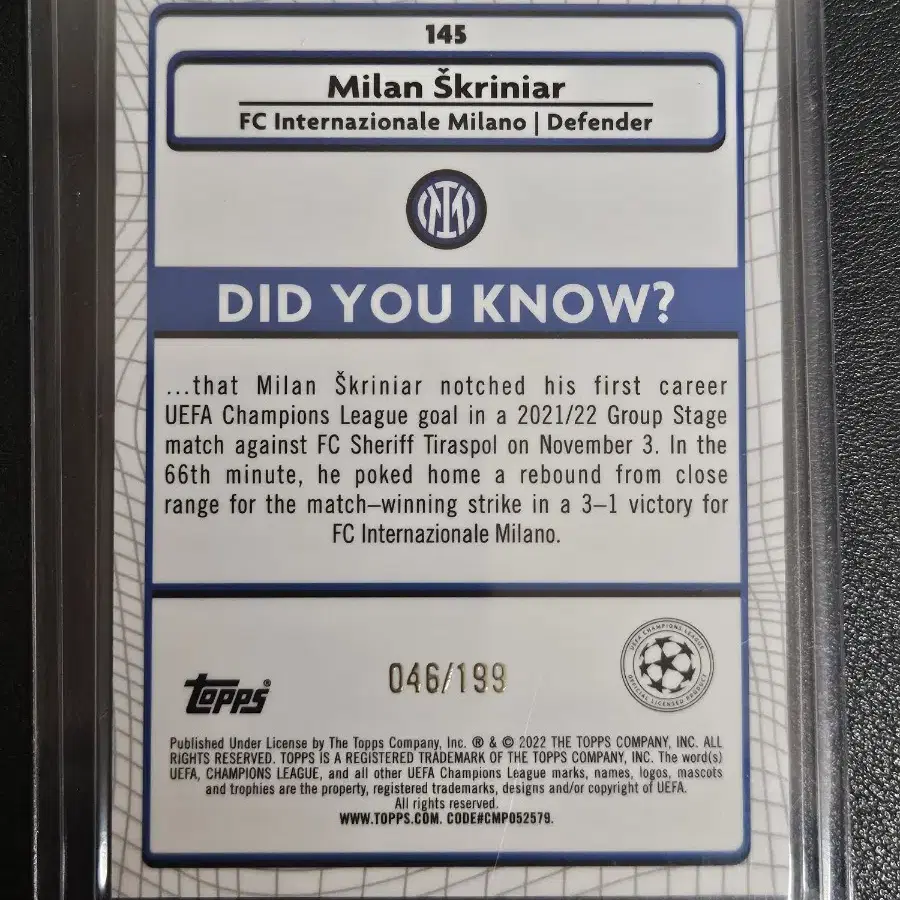 145
Milan Škriniar
FC Internazionale Milano | Defender
DID YOU KNOW?
...that Milan Škriniar notched his first career
UEFA Champions League goal in a 2021/22 Group Stage
match against FC Sheriff Tiraspol on November 3. In the
66th minute, he poked home a rebound from close
range for the match–winning strike in a 3–1 victory for
FC Internazionale Milano.
topps®
046/199
UEFA CHAMPIONS LEAGUE
OFFICIAL LICENSED PRODUCT
Published Under License by The Topps Company, Inc. ® & © 2022 THE TOPPS COMPANY, INC. ALL
RIGHTS RESERVED. TOPPS IS A REGISTERED TRADEMARK OF THE TOPPS COMPANY, INC. The word(s)
UEFA, CHAMPIONS LEAGUE, and all other UEFA Champions League marks, names, logos, mascots
and trophies are the property, registered trademarks, designs and/or copyright of UEFA.
All rights reserved.
WWW.TOPPS.COM. CODE#CMP052579.